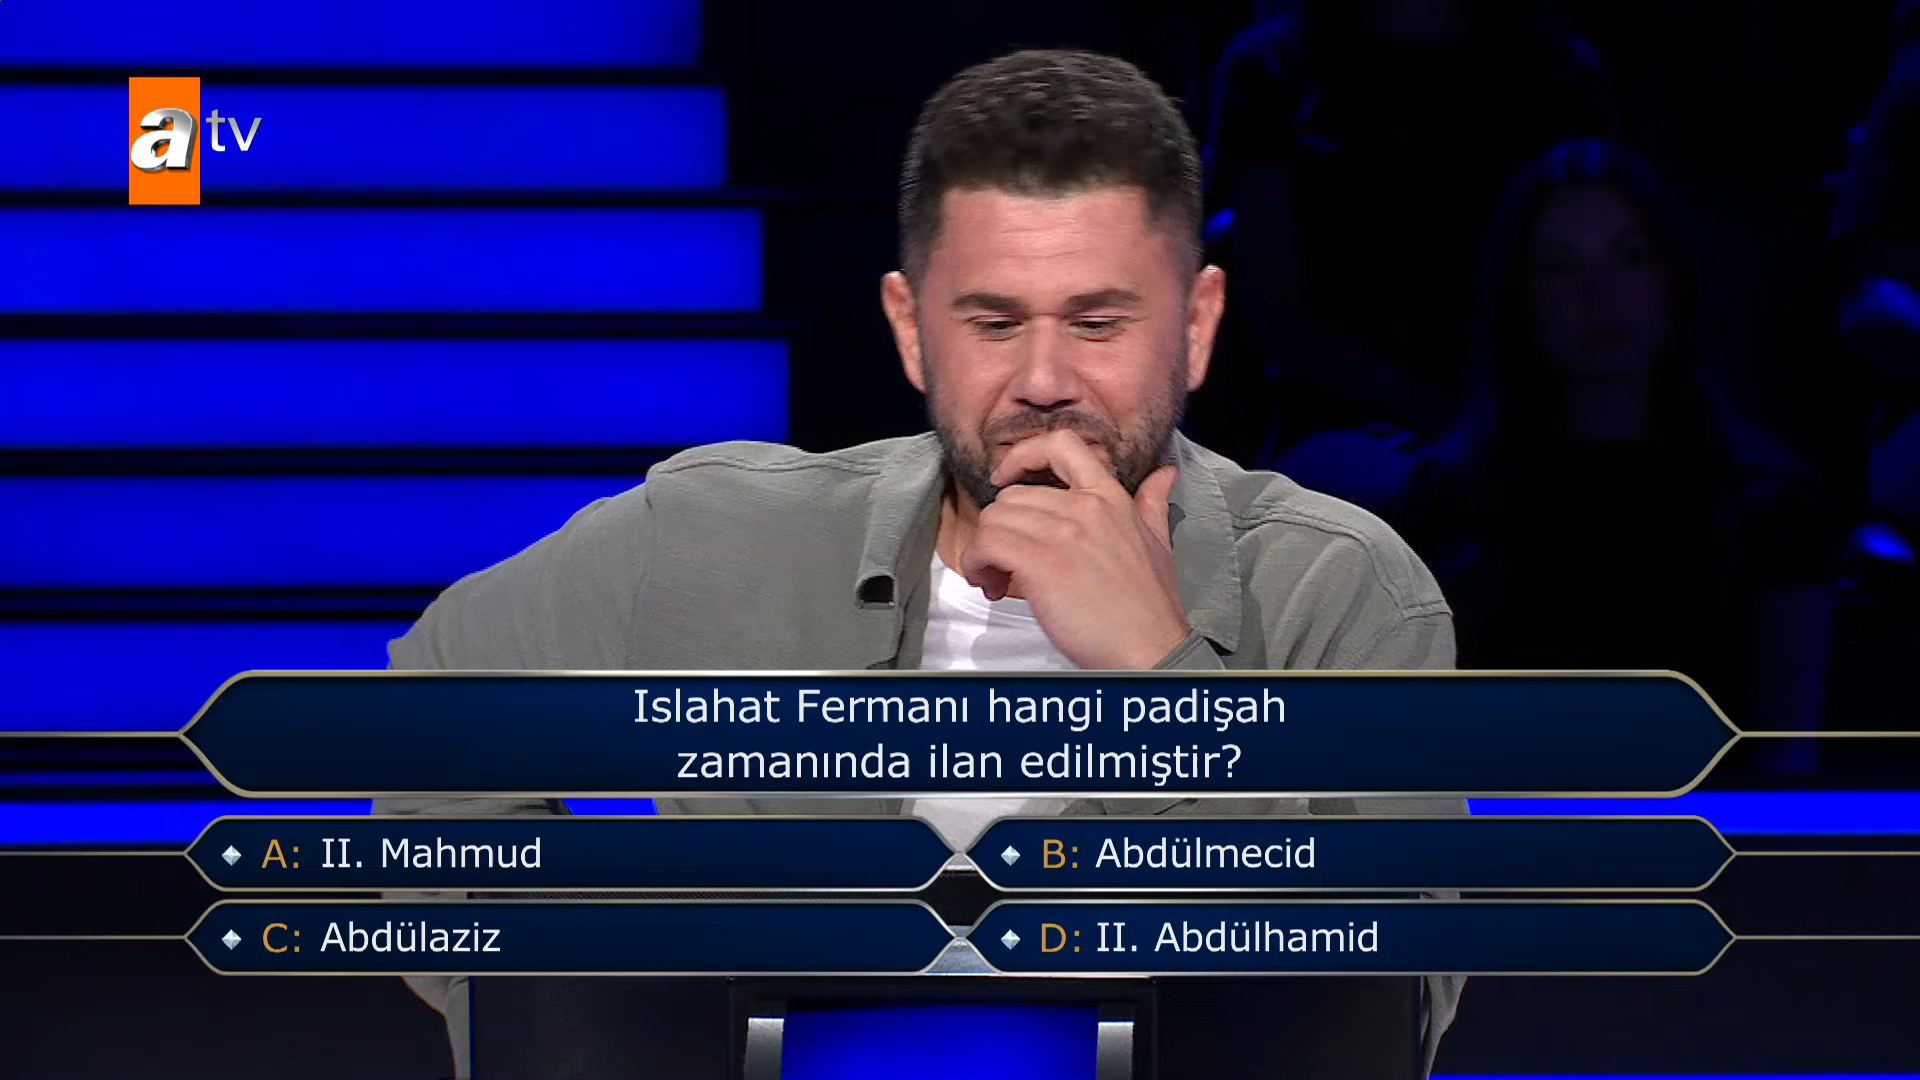 atv
Islahat Fermanı hangi padişah
zamanında ilan edilmiştir?
A: II. Mahmud
B: Abdülmecid
C: Abdülaziz
D: II. Abdülhamid